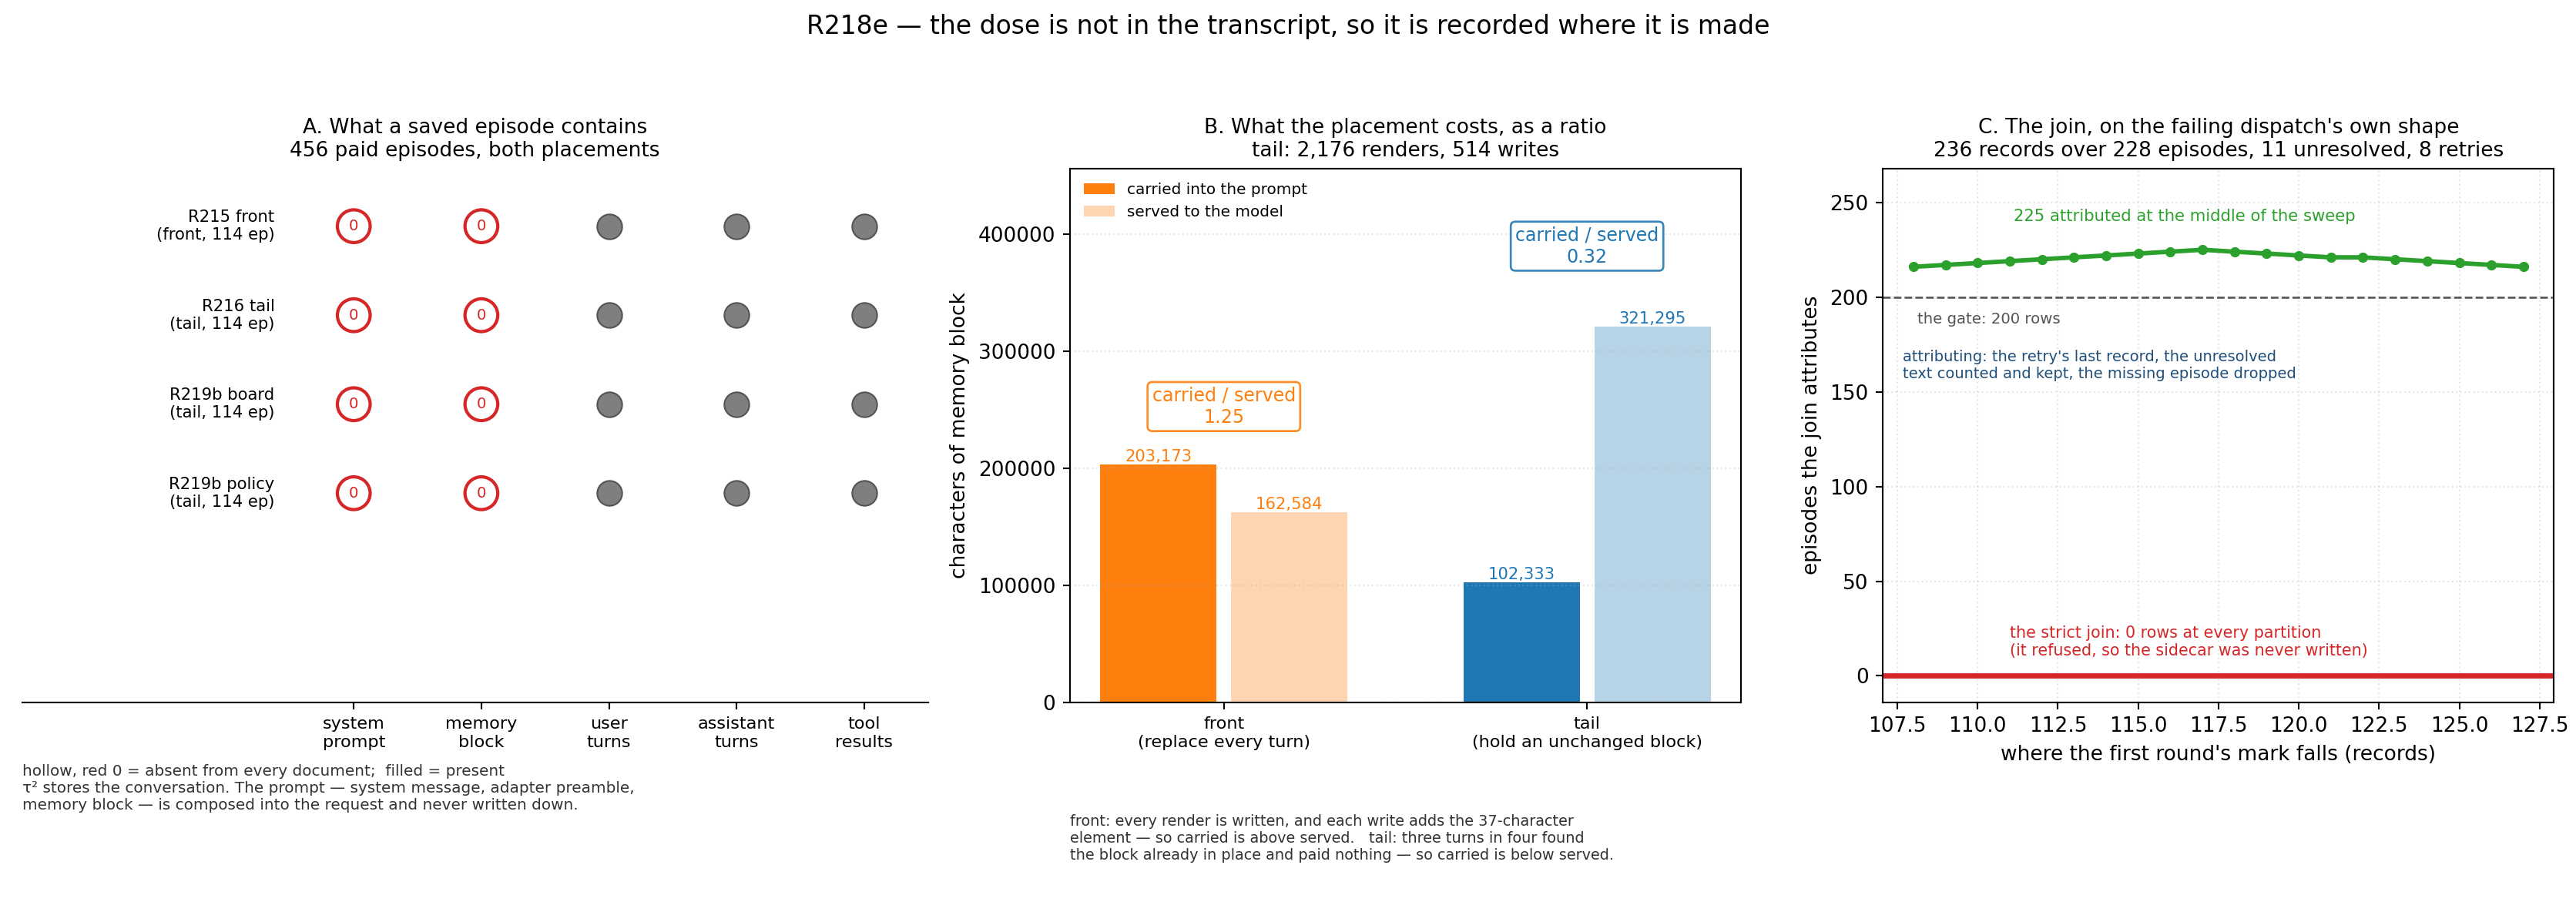 R218e — the dose is not in the transcript, so it is recorded where it is made
A. What a saved episode contains
456 paid episodes, both placements
R215 front
(front, 114 ep)
0
0
R216 tail
(tail, 114 ep)
0
0
R219b board
(tail, 114 ep)
0
0
R219b policy
(tail, 114 ep)
0
0
system
prompt
memory
block
user
turns
assistant
turns
tool
results
hollow, red 0 = absent from every document;  filled = present
τ² stores the conversation. The prompt — system message, adapter preamble,
memory block — is composed into the request and never written down.
B. What the placement costs, as a ratio
tail: 2,176 renders, 514 writes
carried into the prompt
served to the model
characters of memory block
400000
300000
200000
100000
0
carried / served
1.25
203,173
162,584
carried / served
0.32
102,333
321,295
front
(replace every turn)
tail
(hold an unchanged block)
front: every render is written, and each write adds the 37-character
element — so carried is above served.   tail: three turns in four found
the block already in place and paid nothing — so carried is below served.
C. The join, on the failing dispatch's own shape
236 records over 228 episodes, 11 unresolved, 8 retries
episodes the join attributes
250
200
150
100
50
0
225 attributed at the middle of the sweep
the gate: 200 rows
attributing: the retry's last record, the unresolved
text counted and kept, the missing episode dropped
the strict join: 0 rows at every partition
(it refused, so the sidecar was never written)
107.5
110.0
112.5
115.0
117.5
120.0
122.5
125.0
127.5
where the first round's mark falls (records)